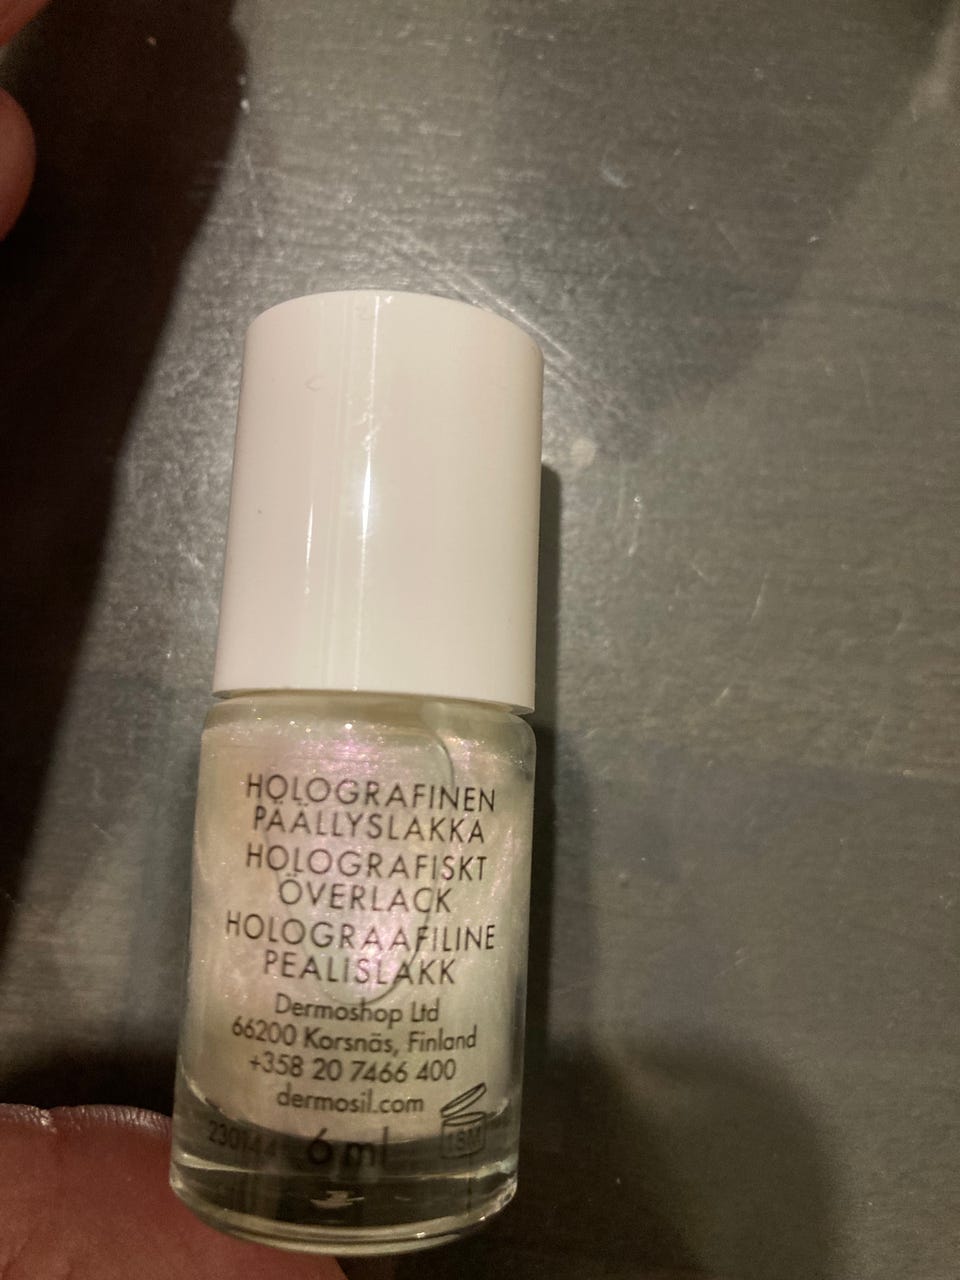 HOLOGRAFINEN
PÄÄLLYSLAKKA
HOLOGRAFISKT
ÖVERLACK
HOLOGRAAFILINE
PEALISLAKK
Dermoshop Ltd
66200 Korsnäs, Finland
+358 20 7466 400
dermosil.com
6 ml
18M